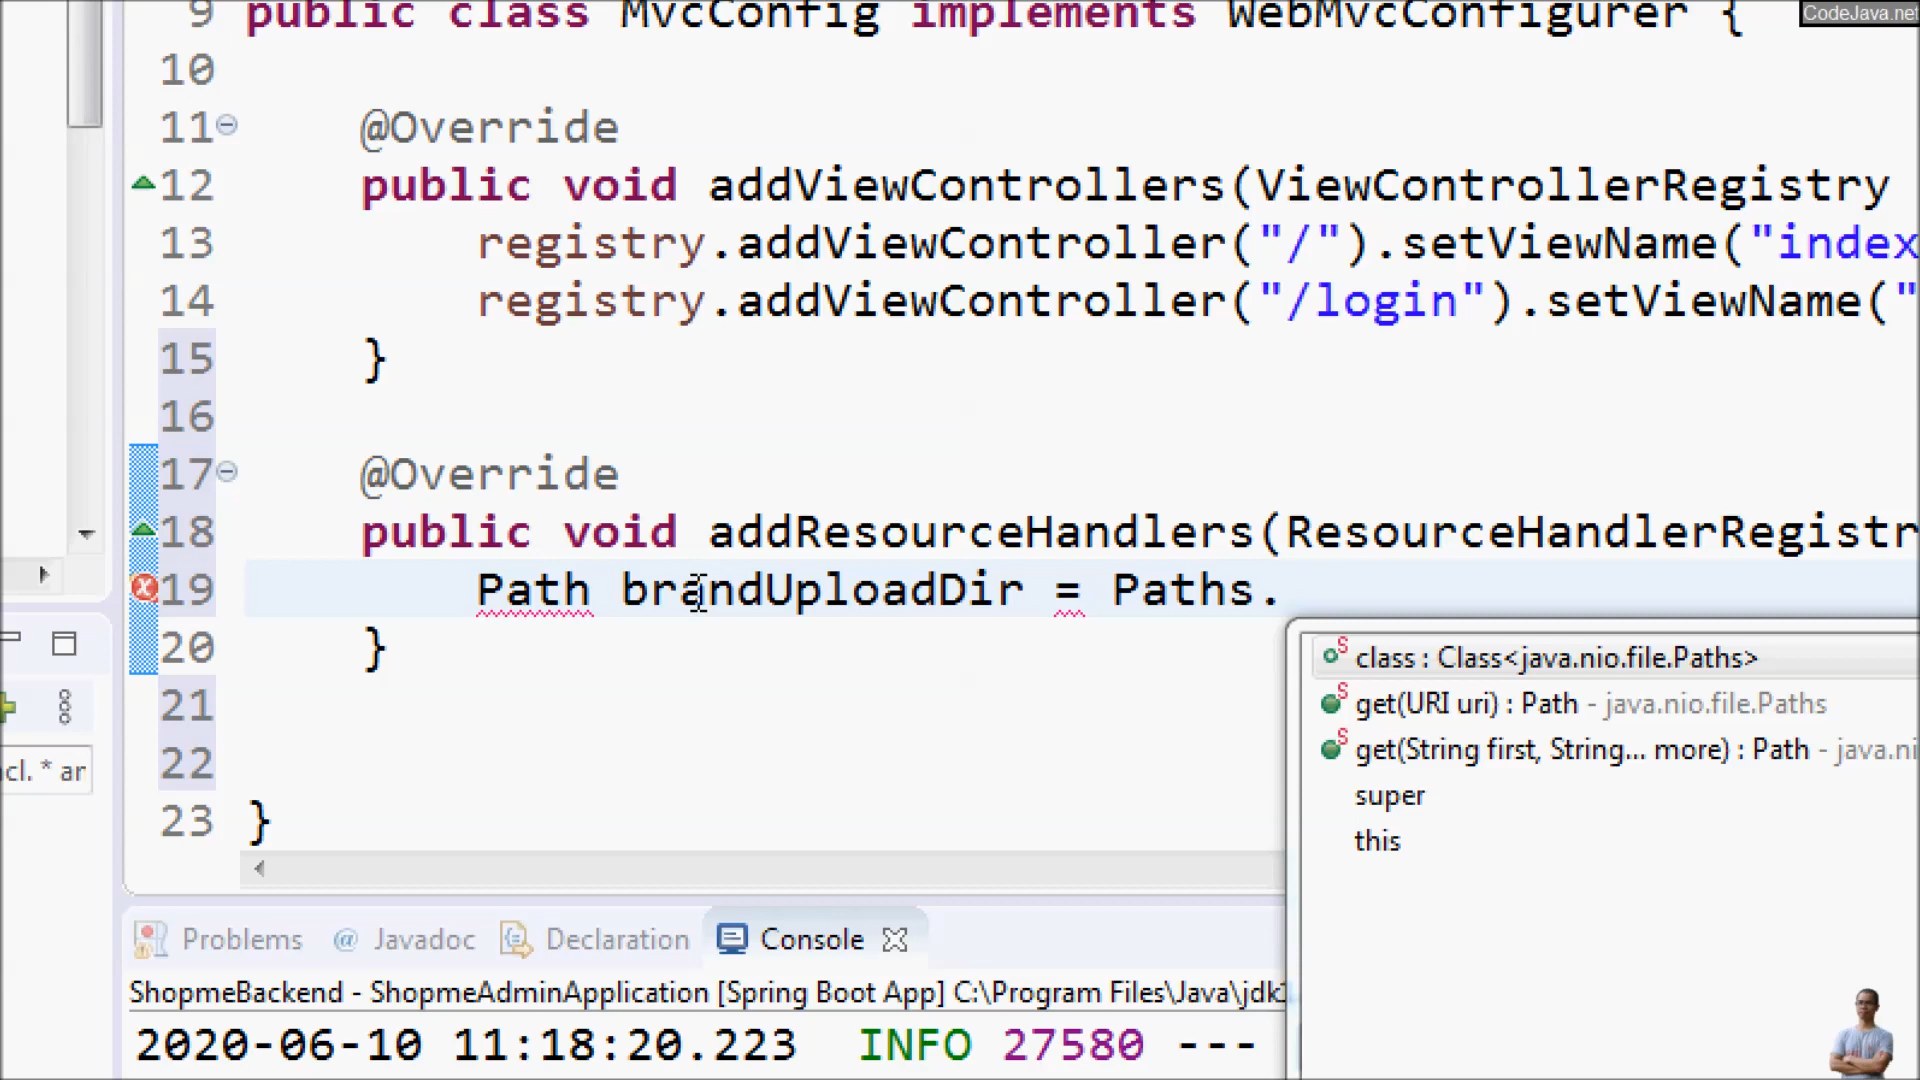 9 public class MvcConfig implements WebMvcConfigurer {
CodeJava.net
10
11 @Override
12 public void addViewControllers(ViewControllerRegistry
13 registry.addViewController("/").setViewName("index
14 registry.addViewController("/login").setViewName("
15 }
16
17 @Override
18 public void addResourceHandlers(ResourceHandlerRegistr
19 Path brandUploadDir = Paths.
20 }
21
22
23 }
class : Class<java.nio.file.Paths>
get(URI uri) : Path - java.nio.file.Paths
get(String first, String... more) : Path - java.ni
super
this
cl. * ar
Problems @ Javadoc Declaration Console
ShopmeBackend - ShopmeAdminApplication [Spring Boot App] C:\Program Files\Java\jdk1
2020-06-10 11:18:20.223 INFO 27580 ---